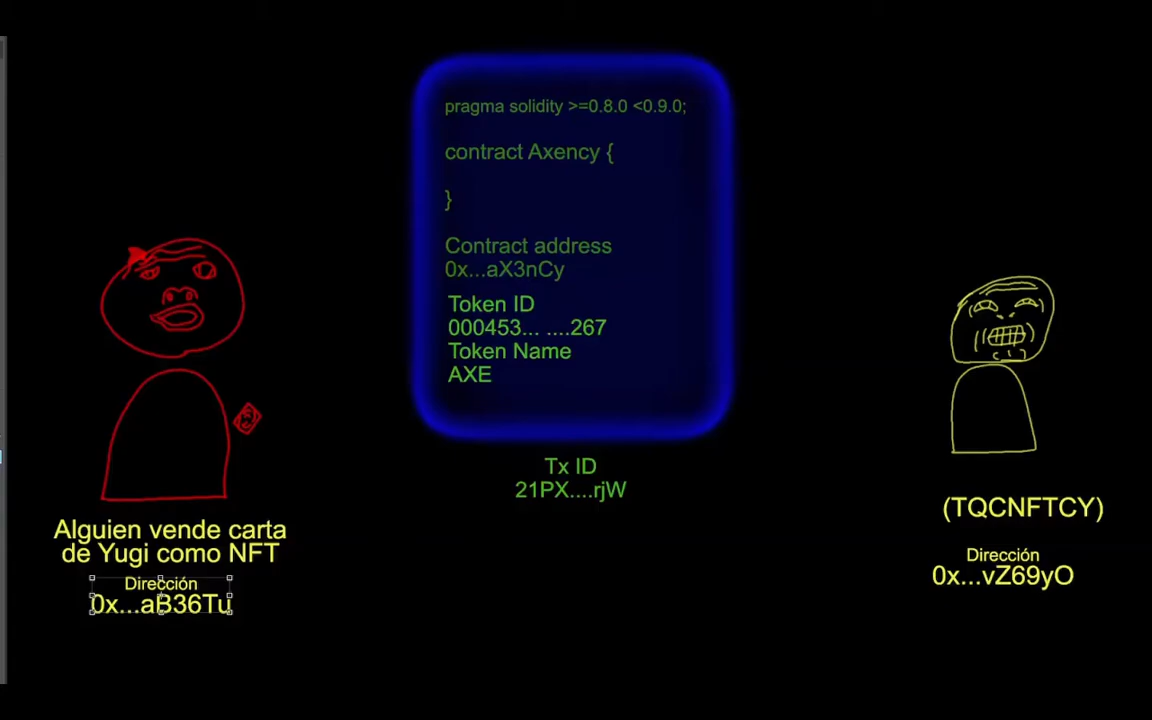 pragma solidity >=0.8.0 <0.9.0;
contract Axency {
}
Contract address
0x...aX3nCy
Token ID
000453... ....267
Token Name
AXE
Tx ID
21PX....rjW
Alguien vende carta
de Yugi como NFT
Dirección
0x...aB36Tu
(TQCNFTCY)
Dirección
0x...vZ69yO